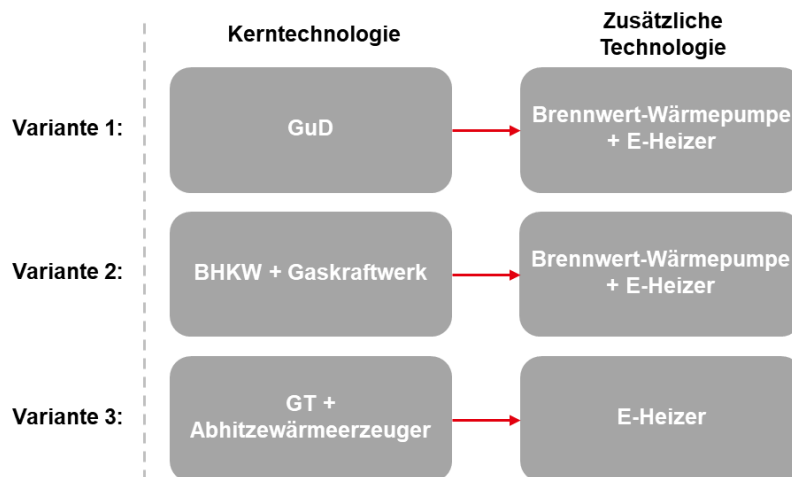 Kerntechnologie
Zusätzliche
Technologie
Variante 1:
GuD
Brennwert-Wärmepumpe
+ E-Heizer
Variante 2:
BHKW + Gaskraftwerk
Brennwert-Wärmepumpe
+ E-Heizer
Variante 3:
GT +
Abhitzewärmeerzeuger
E-Heizer